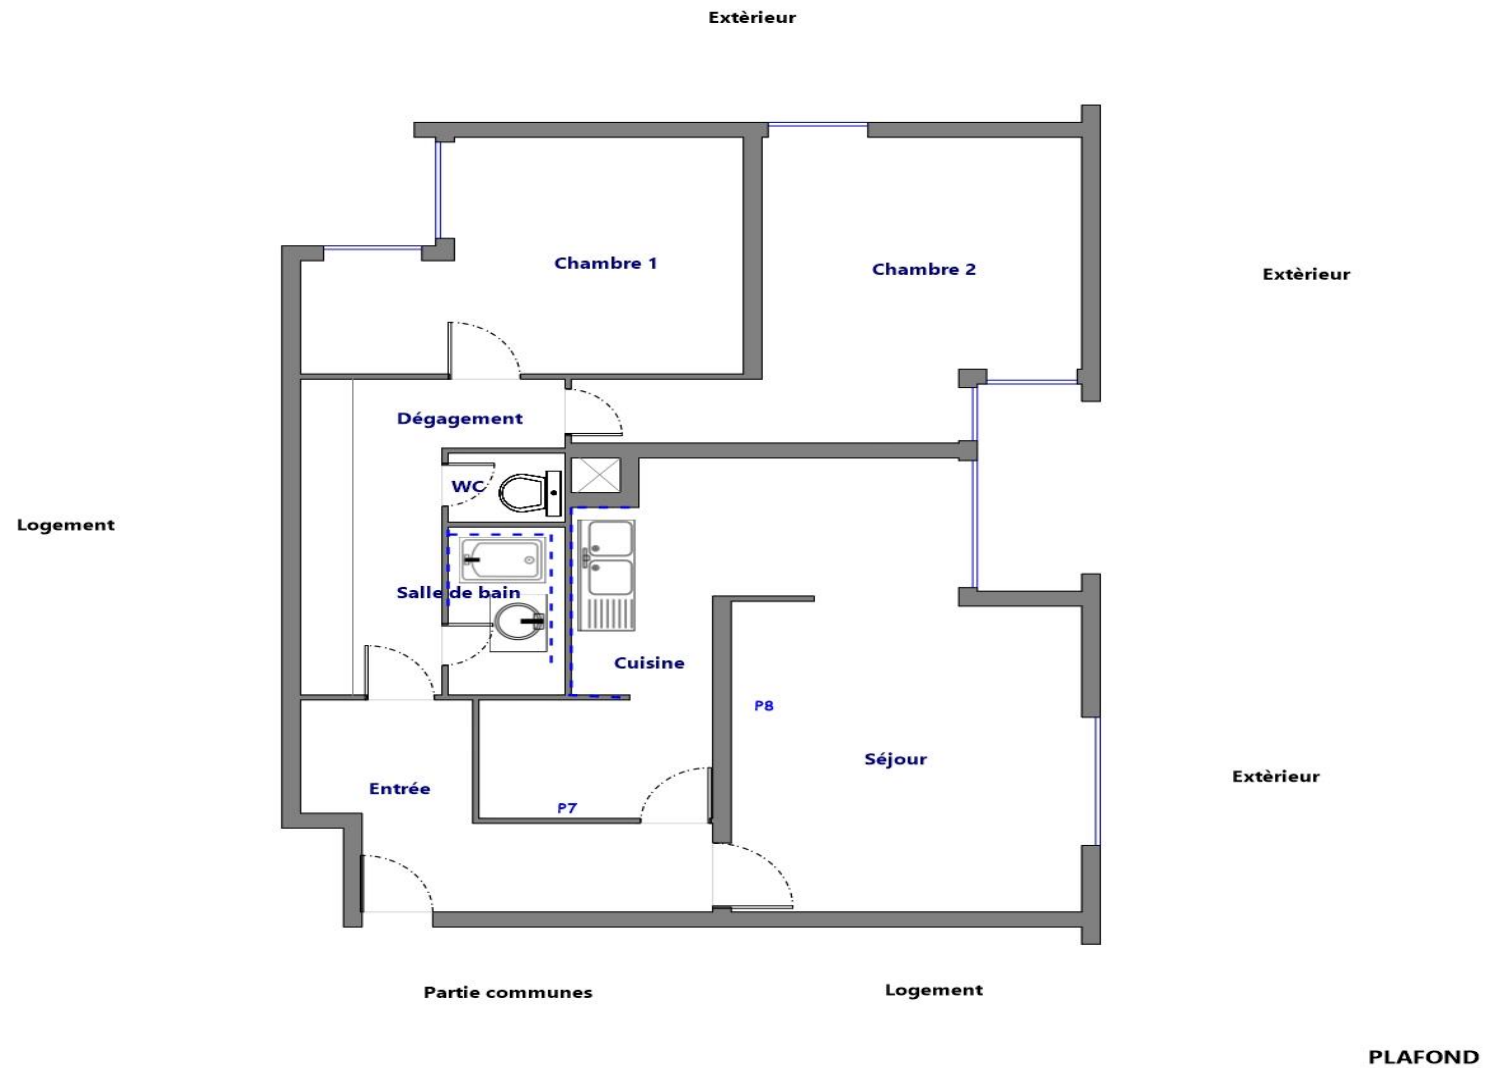 Extèrieur
Chambre 1
Chambre 2
Extèrieur
Dégagement
WC
Logement
Salle de bain
Cuisine
P8
Séjour
Extèrieur
Entrée
P7
Partie communes
Logement
PLAFOND